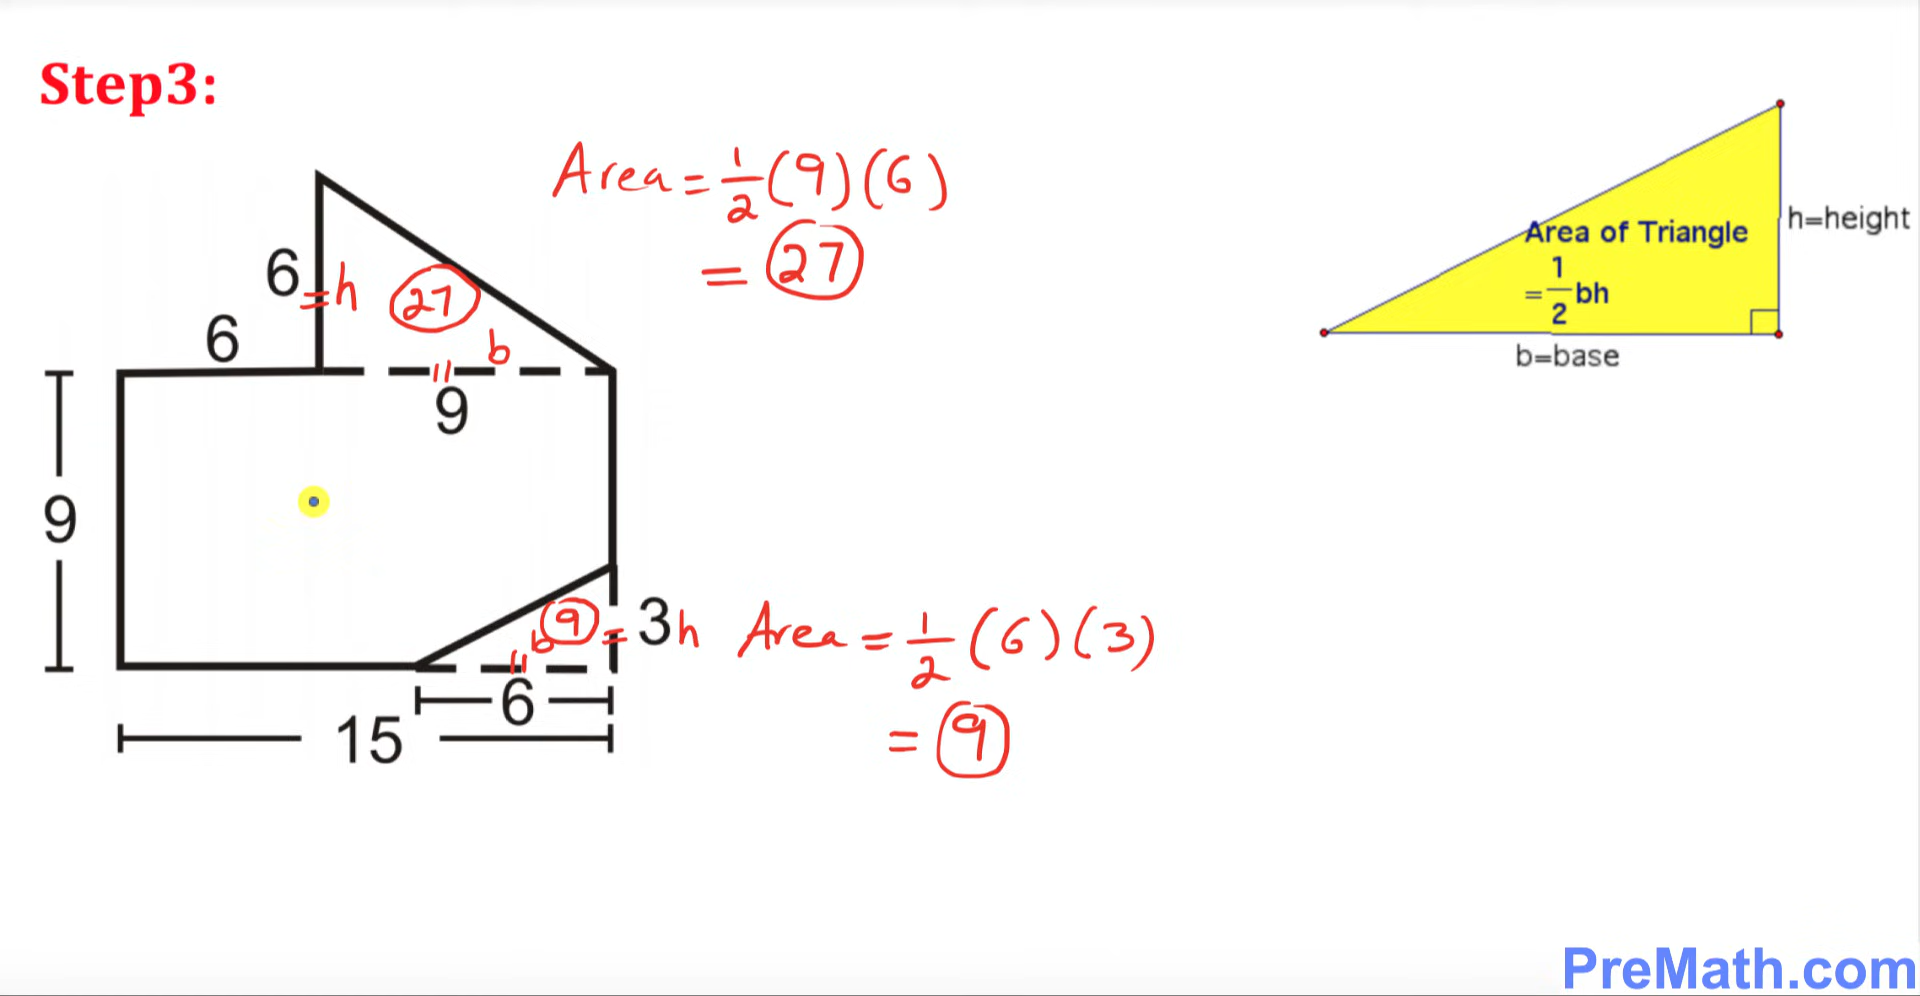 Step3:
Area = 1/2 (9)(6)
= 27
6 = h
27
b
6
=
9
9
9
b
=
= 3h
6
15
Area = 1/2 (6)(3)
= 9
Area of Triangle
= 1/2 bh
h=height
b=base
PreMath.com